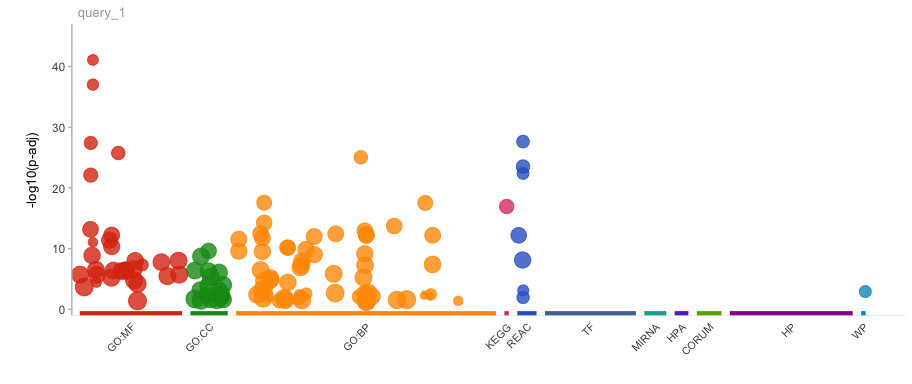 query_1
-log10(p-adj)
40
30
20
10
0
GO:MF
GO:CC
GO:BP
KEGG
REAC
TF
MIRNA
HPA
CORUM
HP
WP